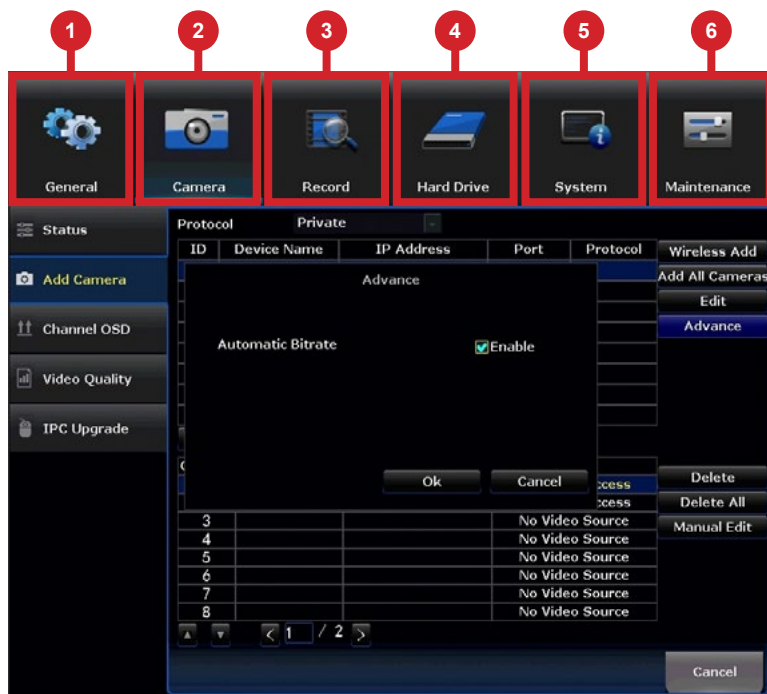 1 2 3 4 5 6
General Camera Record Hard Drive System Maintenance
Status
Add Camera
Channel OSD
Video Quality
IPC Upgrade
Protocol Private
ID Device Name IP Address Port Protocol
Wireless Add
Add All Cameras
Edit
Advance
Advance
Automatic Bitrate Enable
Ok Cancel
Delete
Delete All
Manual Edit
3 No Video Source
4 No Video Source
5 No Video Source
6 No Video Source
7 No Video Source
8 No Video Source
1 / 2
Cancel